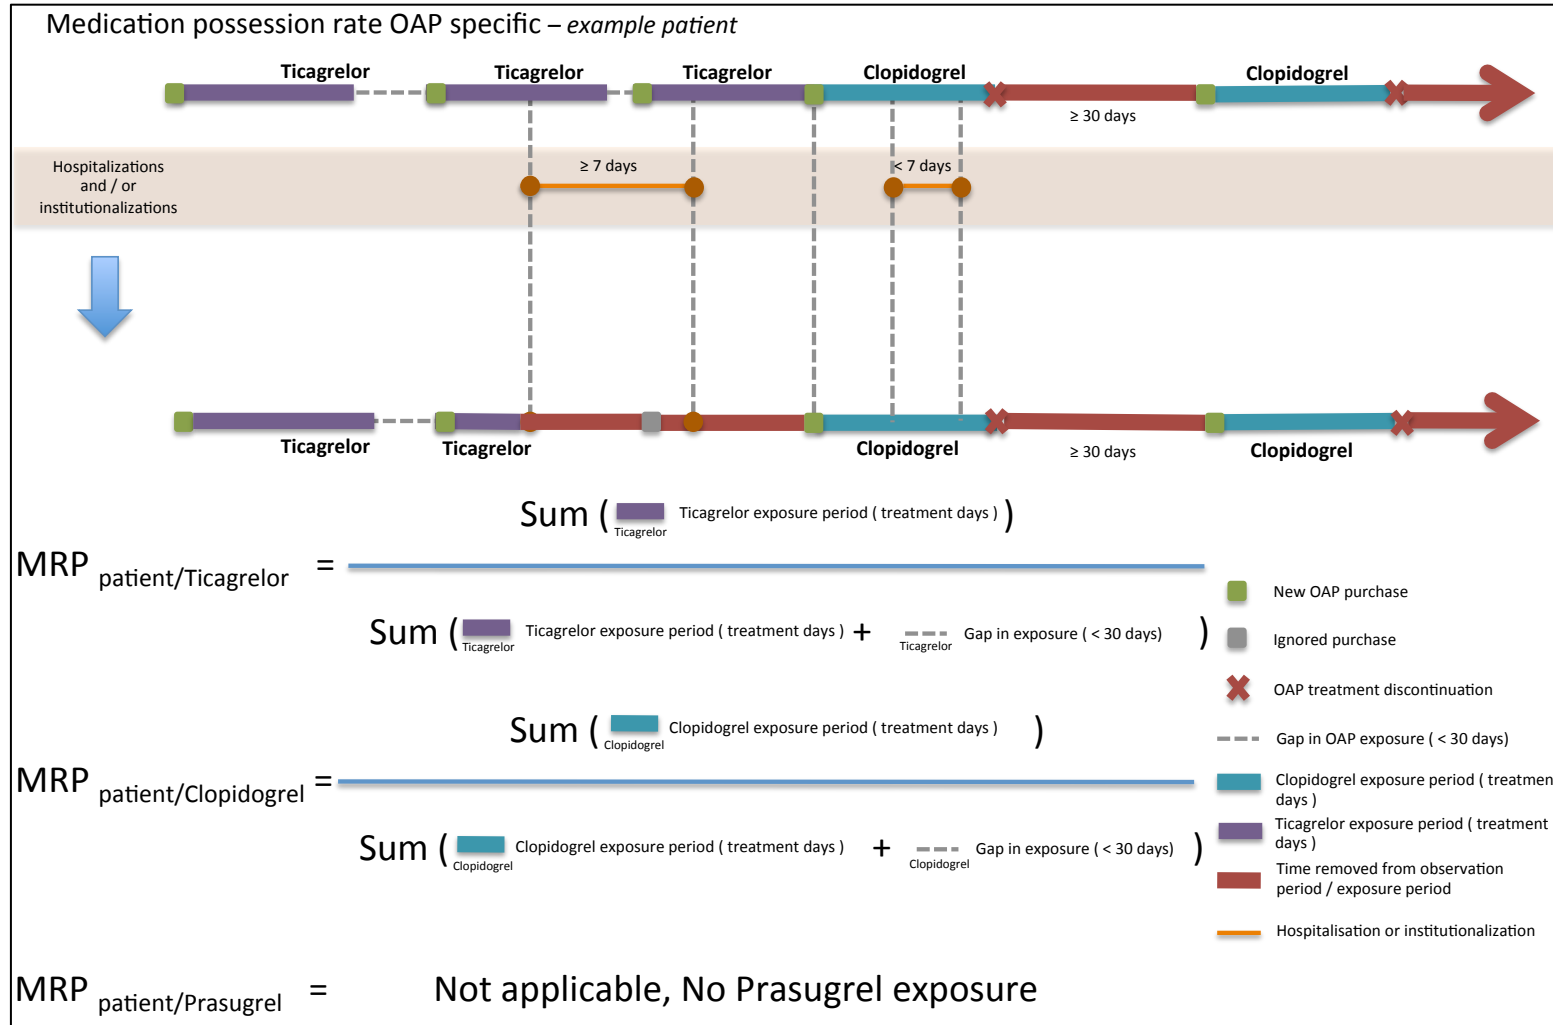 Medication possession rate OAP specific – example patient
Ticagrelor
Ticagrelor
Ticagrelor
Clopidogrel
Clopidogrel
≥ 30 days
Hospitalizations
and / or
institutionalizations
≥ 7 days
< 7 days
Ticagrelor
Ticagrelor
Clopidogrel
≥ 30 days
Clopidogrel
Sum ( Ticagrelor Ticagrelor exposure period ( treatment days ) )
MRP patient/Ticagrelor =
Sum ( Ticagrelor Ticagrelor exposure period ( treatment days ) + Ticagrelor Gap in exposure ( < 30 days) )
Sum ( Clopidogrel Clopidogrel exposure period ( treatment days ) )
MRP patient/Clopidogrel =
Sum ( Clopidogrel Clopidogrel exposure period ( treatment days ) + Clopidogrel Gap in exposure ( < 30 days) )
MRP patient/Prasugrel = Not applicable, No Prasugrel exposure
New OAP purchase
Ignored purchase
OAP treatment discontinuation
Gap in OAP exposure ( < 30 days)
Clopidogrel exposure period ( treatment
days )
Ticagrelor exposure period ( treatment
days )
Time removed from observation
period / exposure period
Hospitalisation or institutionalization